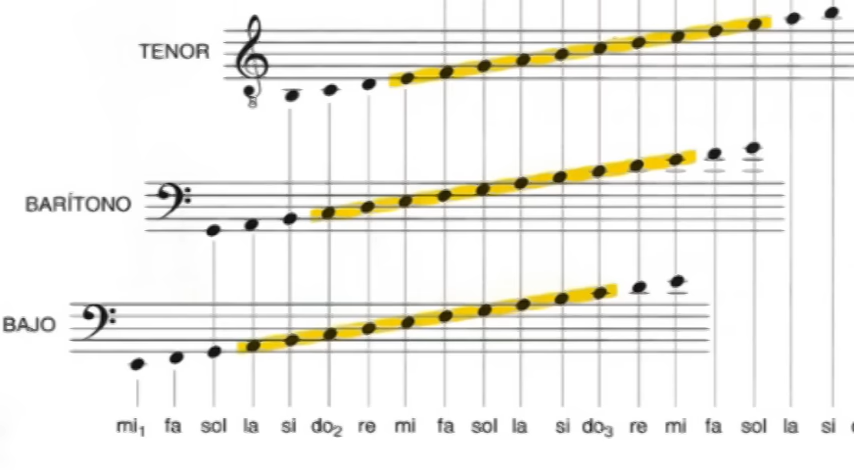 TENOR
8
BARÍTONO
BAJO
mi₁ fa sol la si do₂ re mi fa sol la si do₃ re mi fa sol la si